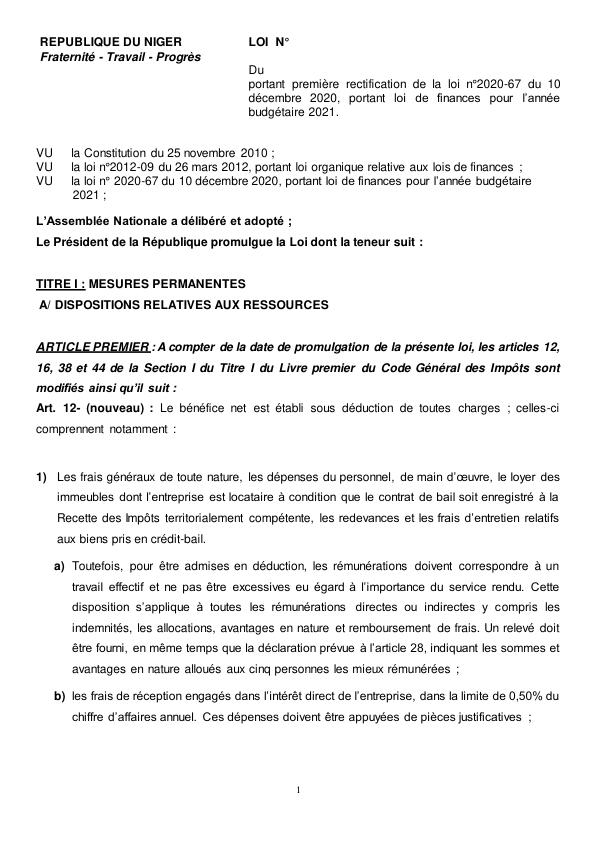 REPUBLIQUE DU NIGER
Fraternité - Travail - Progrès
LOI N°
Du
portant première rectification de la loi n°2020-67 du 10
décembre 2020, portant loi de finances pour l'année
budgétaire 2021.
VU la Constitution du 25 novembre 2010 ;
VU la loi n°2012-09 du 26 mars 2012, portant loi organique relative aux lois de finances ;
VU la loi n° 2020-67 du 10 décembre 2020, portant loi de finances pour l'année budgétaire
2021 ;
L'Assemblée Nationale a délibéré et adopté ;
Le Président de la République promulgue la Loi dont la teneur suit :
TITRE I : MESURES PERMANENTES
A/ DISPOSITIONS RELATIVES AUX RESSOURCES
ARTICLE PREMIER : A compter de la date de promulgation de la présente loi, les articles 12,
16, 38 et 44 de la Section I du Titre I du Livre premier du Code Général des Impôts sont
modifiés ainsi qu'il suit :
Art. 12- (nouveau) : Le bénéfice net est établi sous déduction de toutes charges ; celles-ci
comprennent notamment :
1) Les frais généraux de toute nature, les dépenses du personnel, de main d'œuvre, le loyer des
immeubles dont l'entreprise est locataire à condition que le contrat de bail soit enregistré à la
Recette des Impôts territorialement compétente, les redevances et les frais d'entretien relatifs
aux biens pris en crédit-bail.
a) Toutefois, pour être admises en déduction, les rémunérations doivent correspondre à un
travail effectif et ne pas être excessives eu égard à l'importance du service rendu. Cette
disposition s'applique à toutes les rémunérations directes ou indirectes y compris les
indemnités, les allocations, avantages en nature et remboursement de frais. Un relevé doit
être fourni, en même temps que la déclaration prévue à l'article 28, indiquant les sommes et
avantages en nature alloués aux cinq personnes les mieux rémunérées ;
b) les frais de réception engagés dans l'intérêt direct de l'entreprise, dans la limite de 0,50% du
chiffre d'affaires annuel. Ces dépenses doivent être appuyées de pièces justificatives ;
1